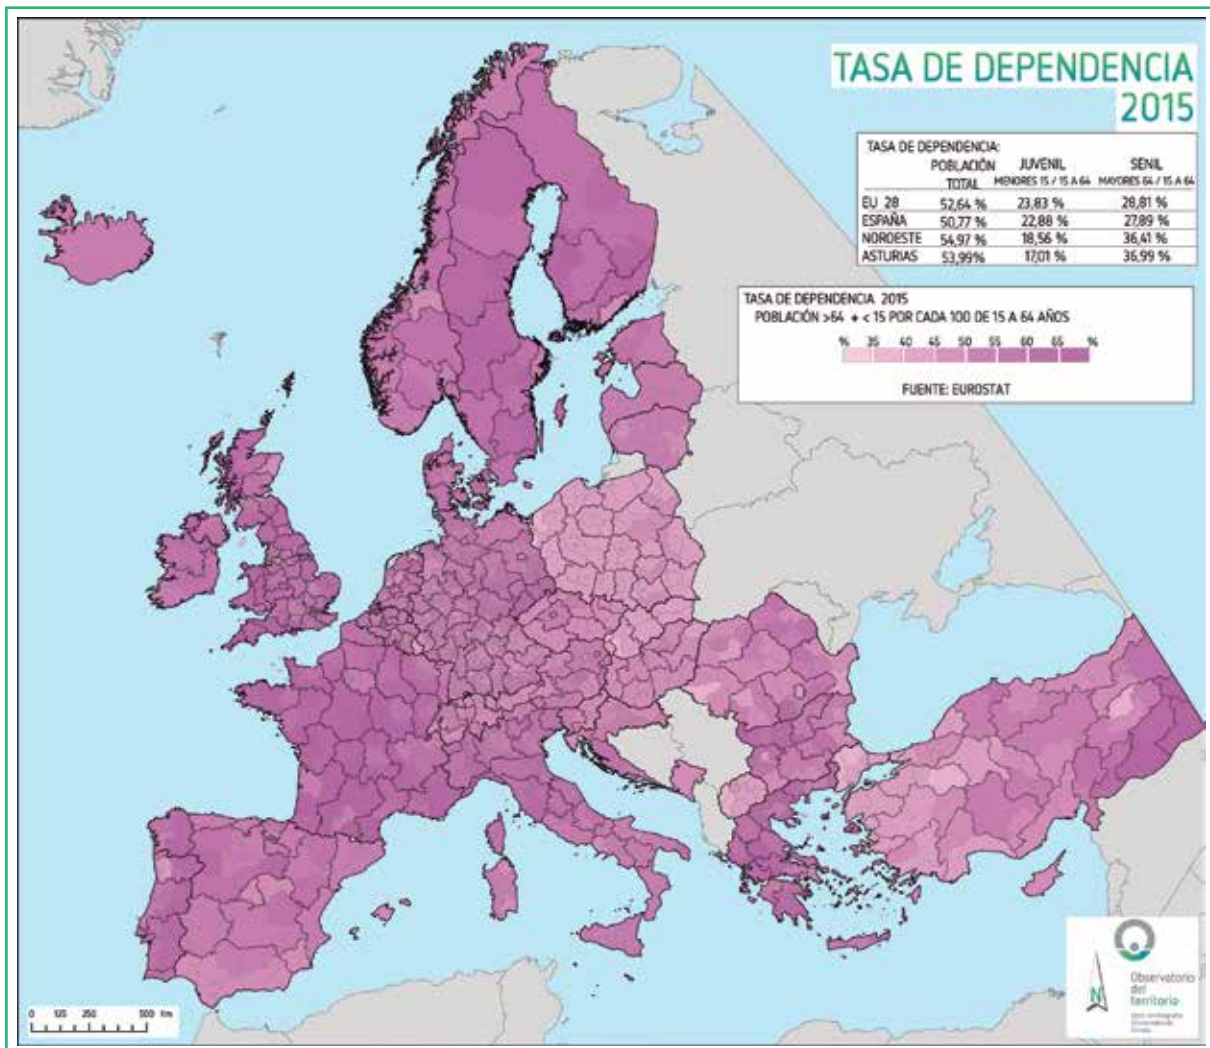 TASA DE DEPENDENCIA
2015
TASA DE DEPENDENCIA:
POBLACIÓN JUVENIL SENIL
TOTAL MENORES 15 / 15 A 64 MAYORES 64 / 15 A 64
EU 28 52,64 % 23,83 % 28,81 %
ESPAÑA 50,77 % 22,88 % 27,89 %
NOROESTE 54,97 % 18,56 % 36,41 %
ASTURIAS 53,99% 17,01 % 36,99 %
TASA DE DEPENDENCIA 2015
POBLACIÓN >64 + < 15 POR CADA 100 DE 15 A 64 AÑOS
% 35 40 45 50 55 60 65 %
FUENTE: EUROSTAT
N
Observatorio
del
territorio
0 125 250 500 Km